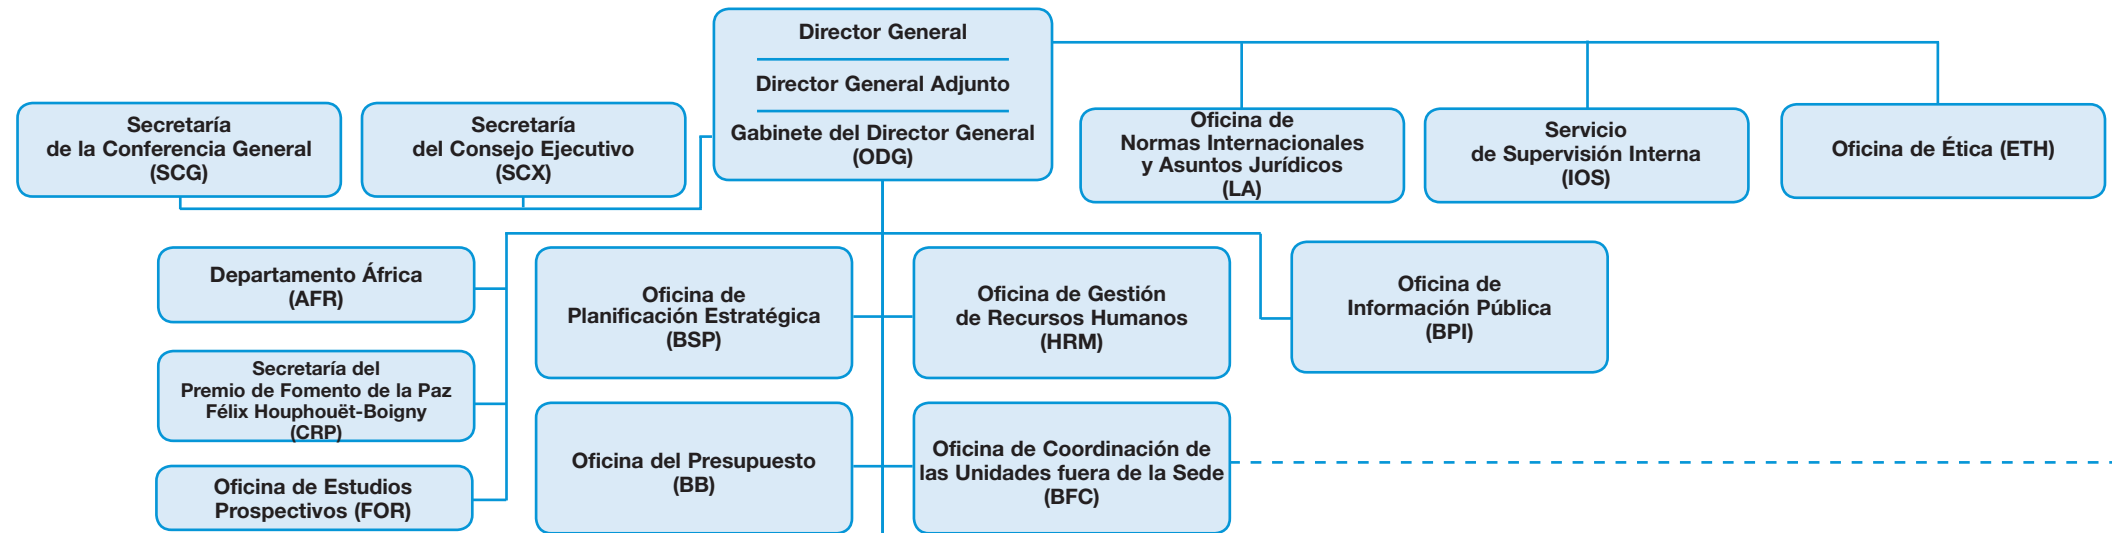 Director General
Director General Adjunto
Gabinete del Director General
(ODG)
Secretaría
de la Conferencia General
(SCG)
Secretaría
del Consejo Ejecutivo
(SCX)
Oficina de
Normas Internacionales
y Asuntos Jurídicos
(LA)
Servicio
de Supervisión Interna
(IOS)
Oficina de Ética (ETH)
Departamento África
(AFR)
Secretaría del
Premio de Fomento de la Paz
Félix Houphouët-Boigny
(CRP)
Oficina de Estudios
Prospectivos (FOR)
Oficina de
Planificación Estratégica
(BSP)
Oficina del Presupuesto
(BB)
Oficina de Gestión
de Recursos Humanos
(HRM)
Oficina de Coordinación de
las Unidades fuera de la Sede
(BFC)
Oficina de
Información Pública
(BPI)